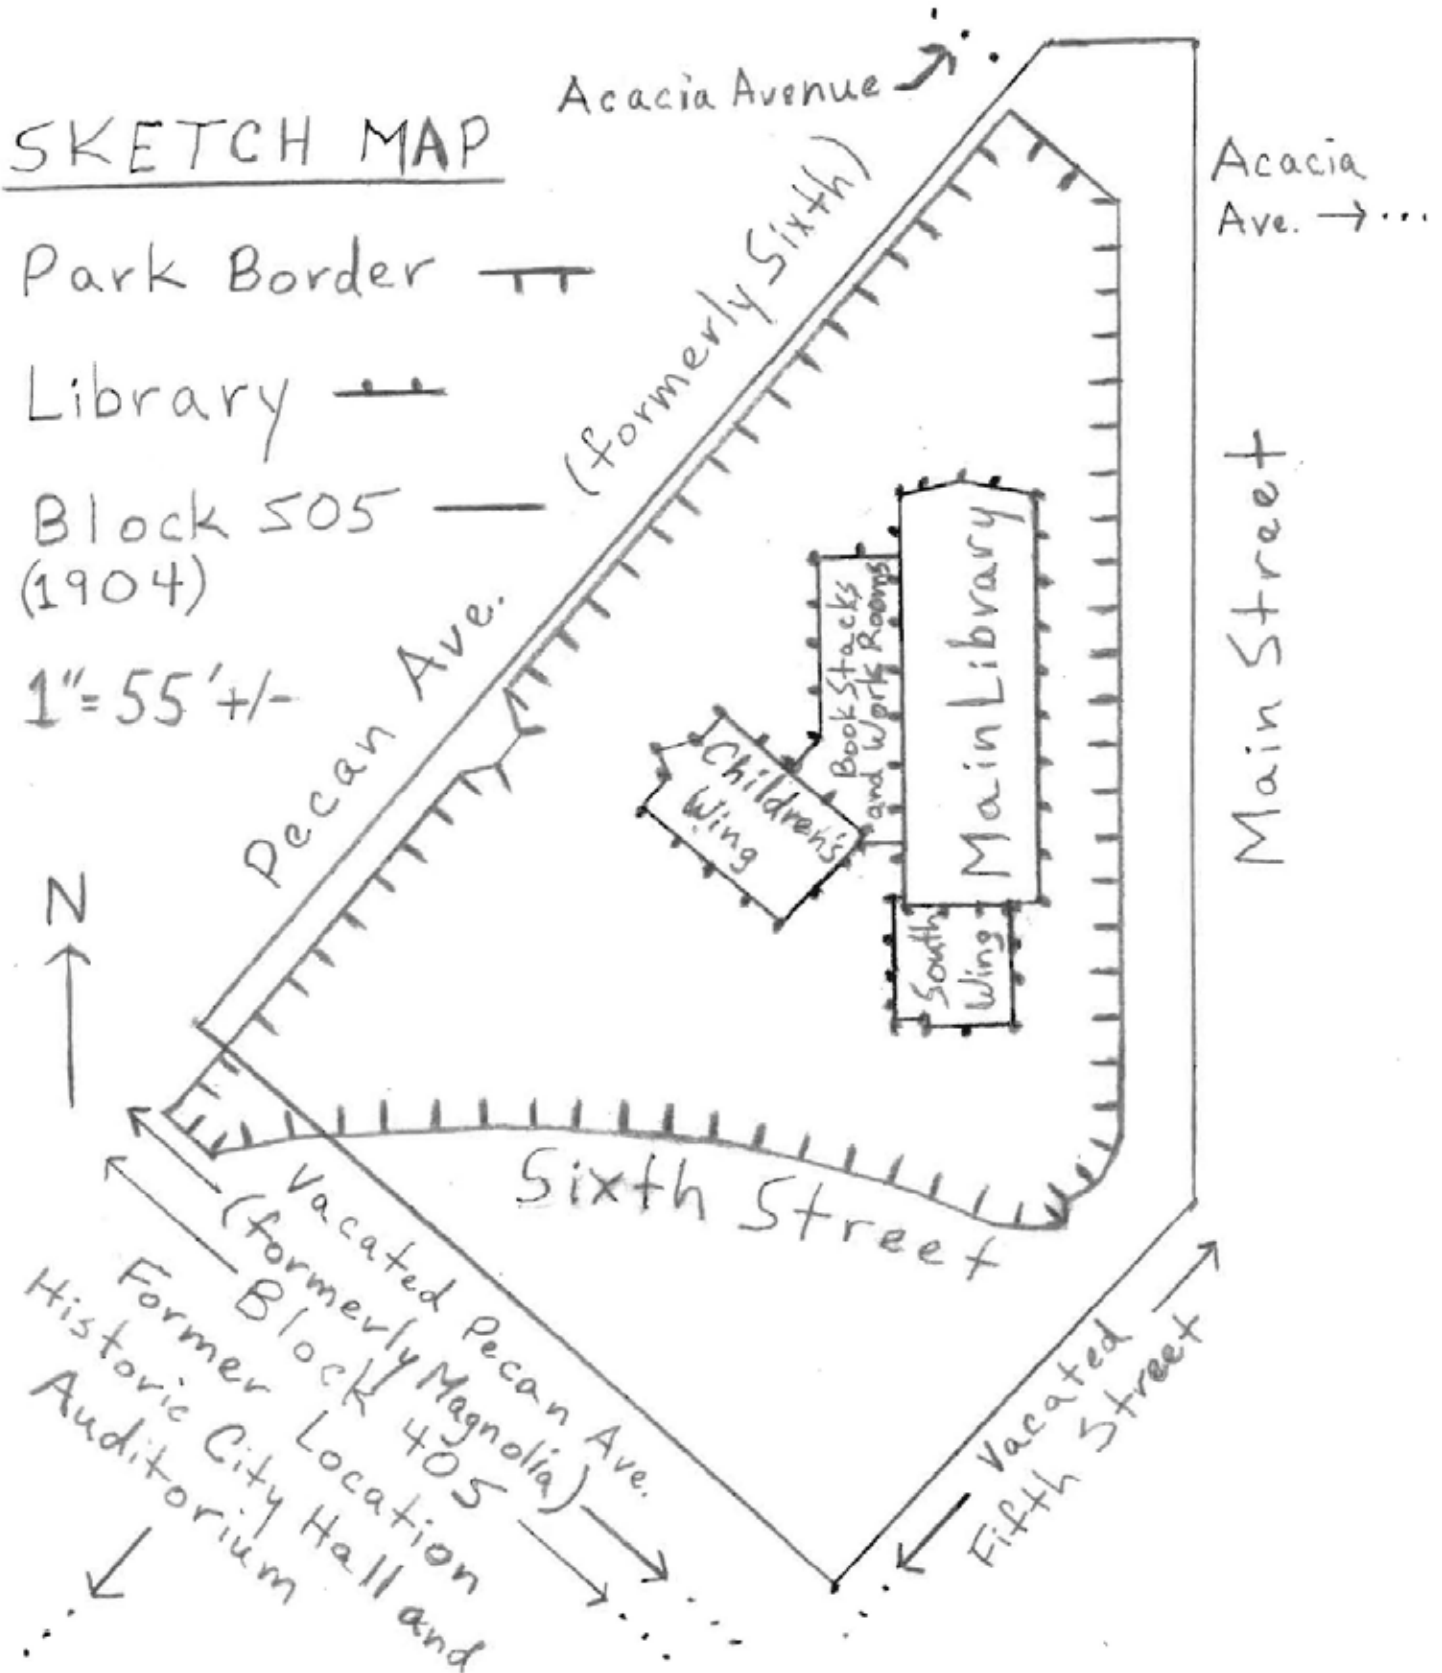 SKETCH MAP
Park Border
Library
Block 505
(1904)
1"=55'+/-
N
Acacia Avenue
Acacia
Ave.
Pecan Ave. (formerly Sixth)
Main Street
Main Library
Book Stacks
and Work Rooms
Children's
Wing
South
Wing
Sixth Street
Vacated Pecan Ave.
(formerly Magnolia)
Block 405
Former Location
Historic City Hall and
Auditorium
Vacated
Fifth Street